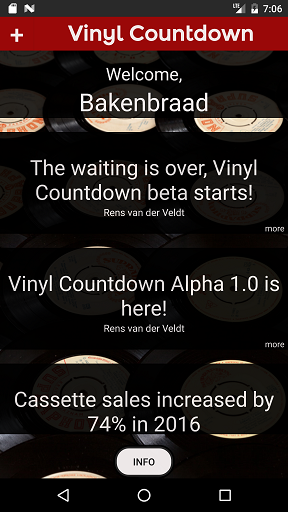 7:06
+ Vinyl Countdown
Welcome,
Bakenbraad
The waiting is over, Vinyl
Countdown beta starts!
Rens van der Veldt
more
Vinyl Countdown Alpha 1.0 is
here!
Rens van der Veldt
more
Cassette sales increased by
74% in 2016
INFO